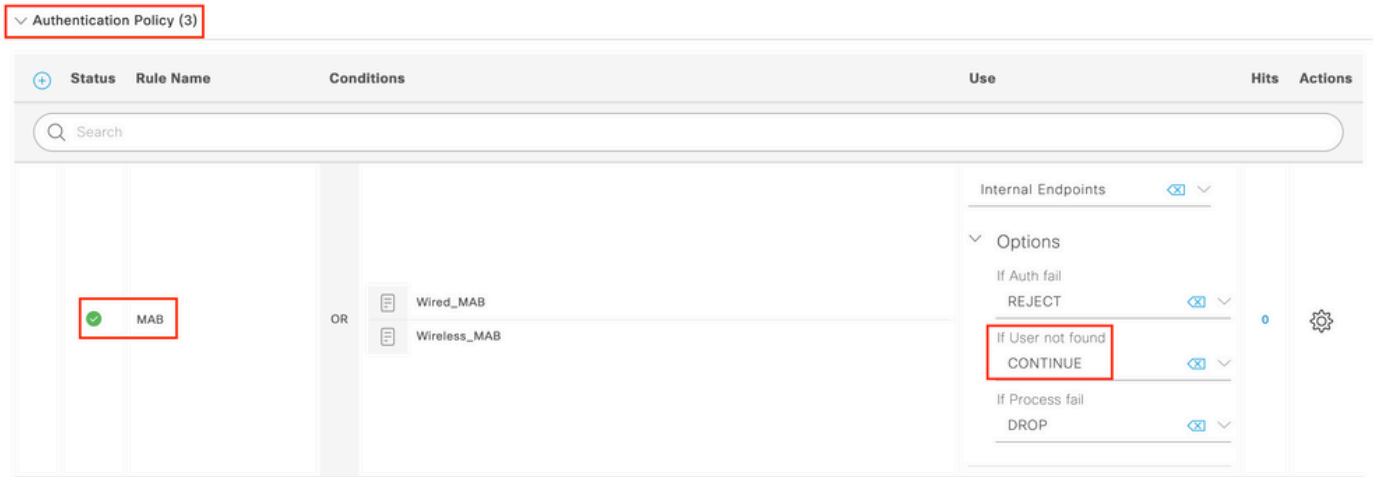 Authentication Policy (3)
Status Rule Name Conditions Use Hits Actions
Search
Internal Endpoints
Options
If Auth fail
REJECT
Wired_MAB
MAB OR 0
Wireless_MAB
If User not found
CONTINUE
If Process fail
DROP